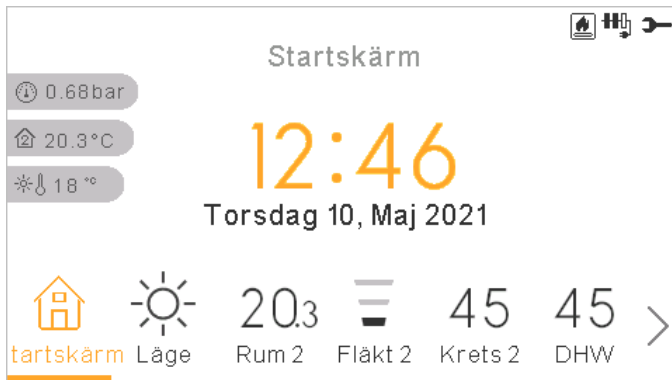 Startskärm
0.68bar
2
20.3°C
18 °C
12:46
Torsdag 10, Maj 2021
20.3 45 45
tartskärm Läge Rum 2 Fläkt 2 Krets 2 DHW